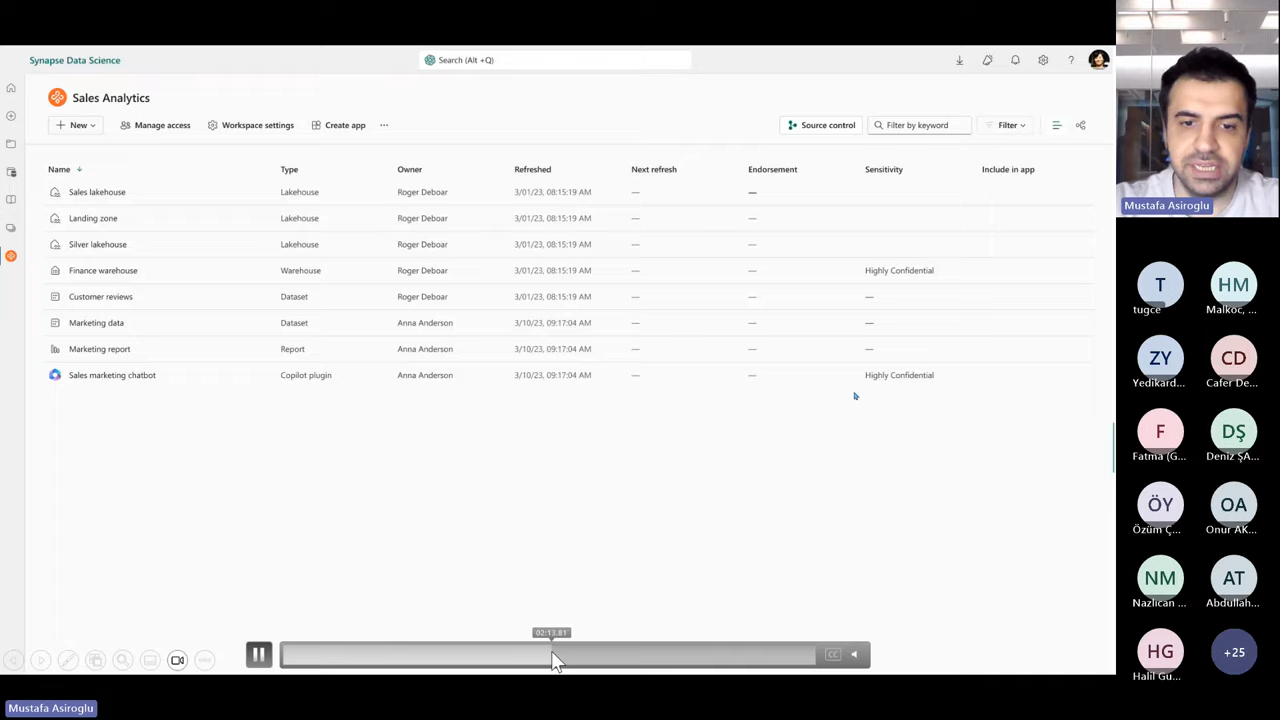 Synapse Data Science
Search (Alt +Q)
?
Sales Analytics
+ New
Manage access
Workspace settings
Create app
...
Source control
Filter by keyword
Filter
Name Type Owner Refreshed Next refresh Endorsement Sensitivity Include in app
Sales lakehouse Lakehouse Roger Deboar 3/01/23, 08:15:19 AM — —
Landing zone Lakehouse Roger Deboar 3/01/23, 08:15:19 AM — —
Silver lakehouse Lakehouse Roger Deboar 3/01/23, 08:15:19 AM — —
Finance warehouse Warehouse Roger Deboar 3/01/23, 08:15:19 AM — — Highly Confidential
Customer reviews Dataset Roger Deboar 3/01/23, 08:15:19 AM — — —
Marketing data Dataset Anna Anderson 3/10/23, 09:17:04 AM — — —
Marketing report Report Anna Anderson 3/10/23, 09:17:04 AM — — —
Sales marketing chatbot Copilot plugin Anna Anderson 3/10/23, 09:17:04 AM — — Highly Confidential
02:13.81
CC
Mustafa Asiroglu
Mustafa Asiroglu
T HM
tugce Malkoc, ...
ZY CD
Yedikard... Cafer De...
F DŞ
Fatma (G... Deniz ŞA...
ÖY OA
Özüm Ç... Onur AK...
NM AT
Nazlican ... Abdullah...
HG +25
Halil Gu...